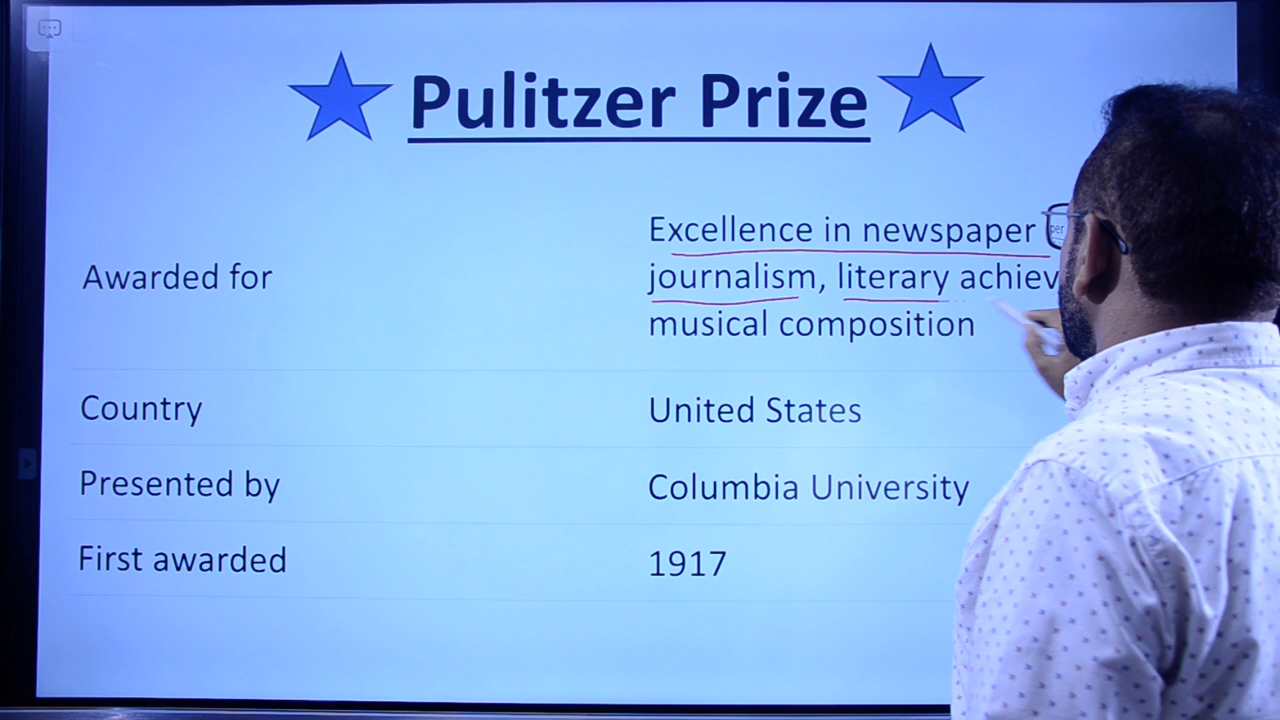 Pulitzer Prize
Awarded for
Excellence in newspaper
journalism, literary achiev
musical composition
Country
United States
Presented by
Columbia University
First awarded
1917